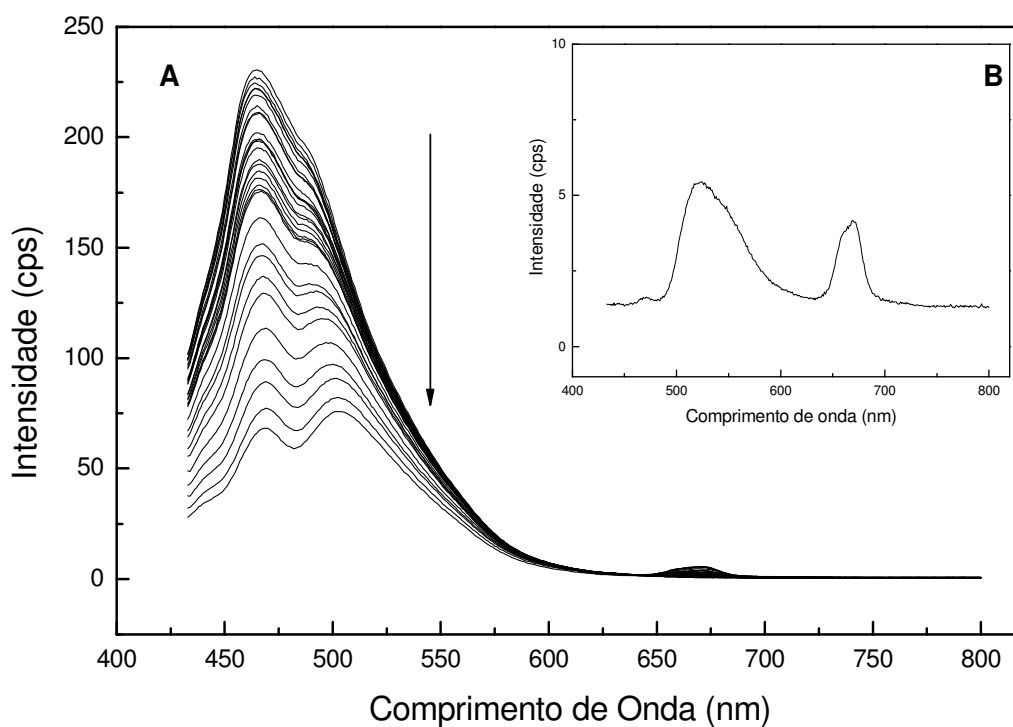 250
200
150
100
50
0
Intensidade (cps)
400 450 500 550 600 650 700 750 800
Comprimento de Onda (nm)
A
10
5
0
Intensidade (cps)
400 500 600 700 800
Comprimento de onda (nm)
B